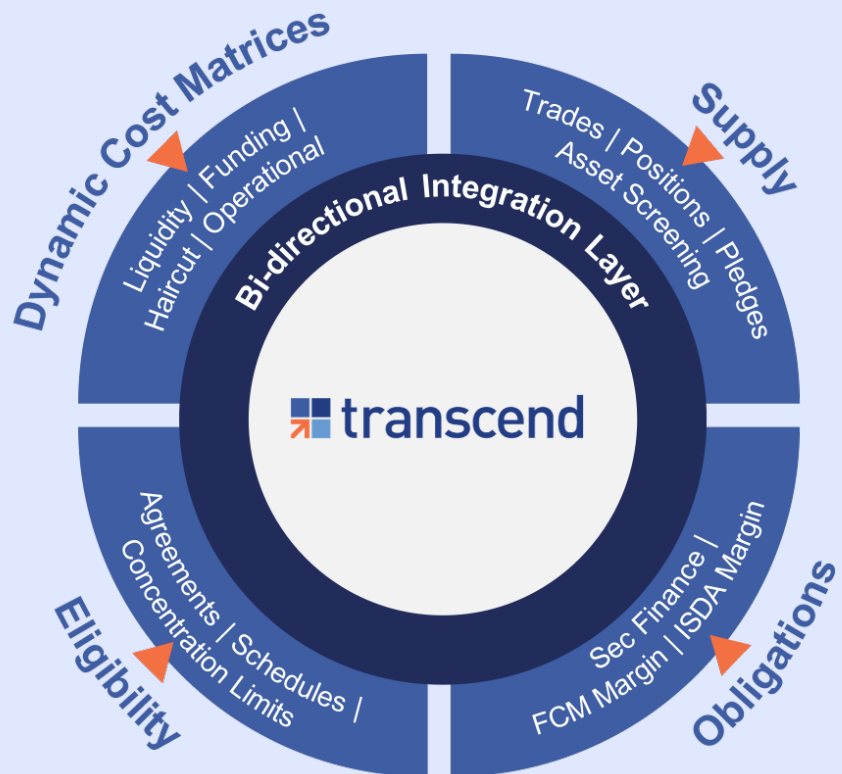 Dynamic Cost Matrices
Liquidity | Funding |
Haircut | Operational
Supply
Trades | Positions | Pledges
Asset Screening
Bi-directional Integration Layer
transcend
Eligibility
Agreements | Schedules |
Concentration Limits
Obligations
Sec Finance |
FCM Margin | ISDA Margin